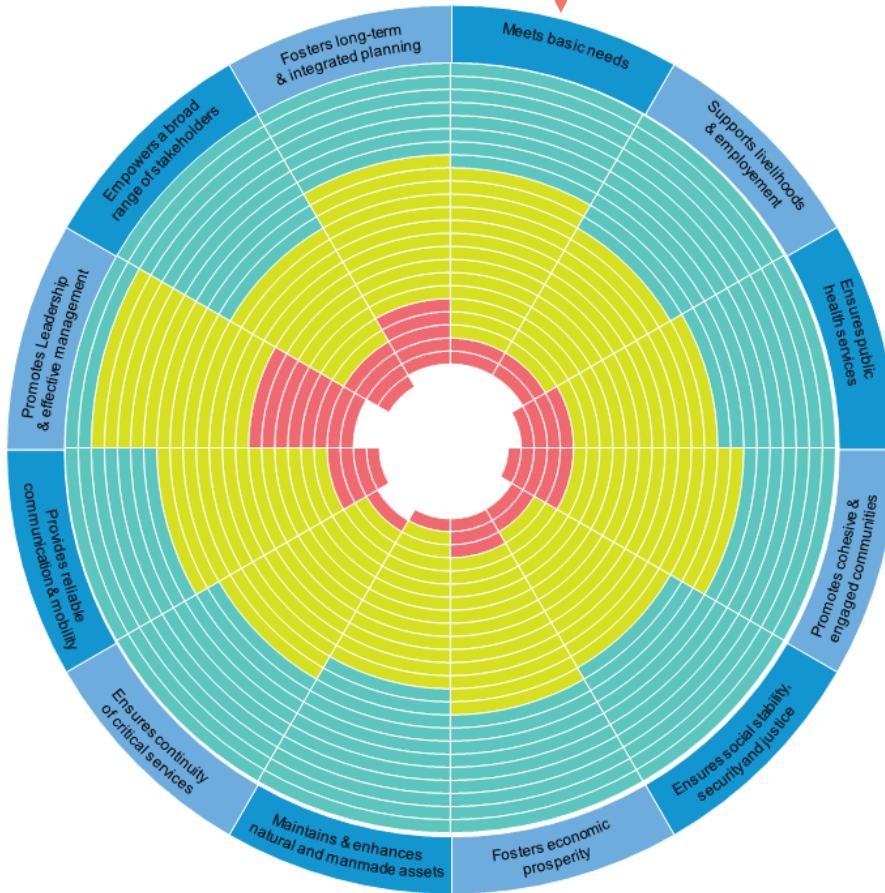 Meets basic needs
Supports livelihoods
& employement
Ensures public
health services
Promotes cohesive &
engaged communities
Ensures social stability,
security and justice
Fosters economic
prosperity
Maintains & enhances
natural and manmade assets
Ensures continuity
of critical services
Provides reliable
communication & mobility
Promotes Leadership
& effective management
Empowers a broad
range of stakeholders
Fosters long-term
& integrated planning